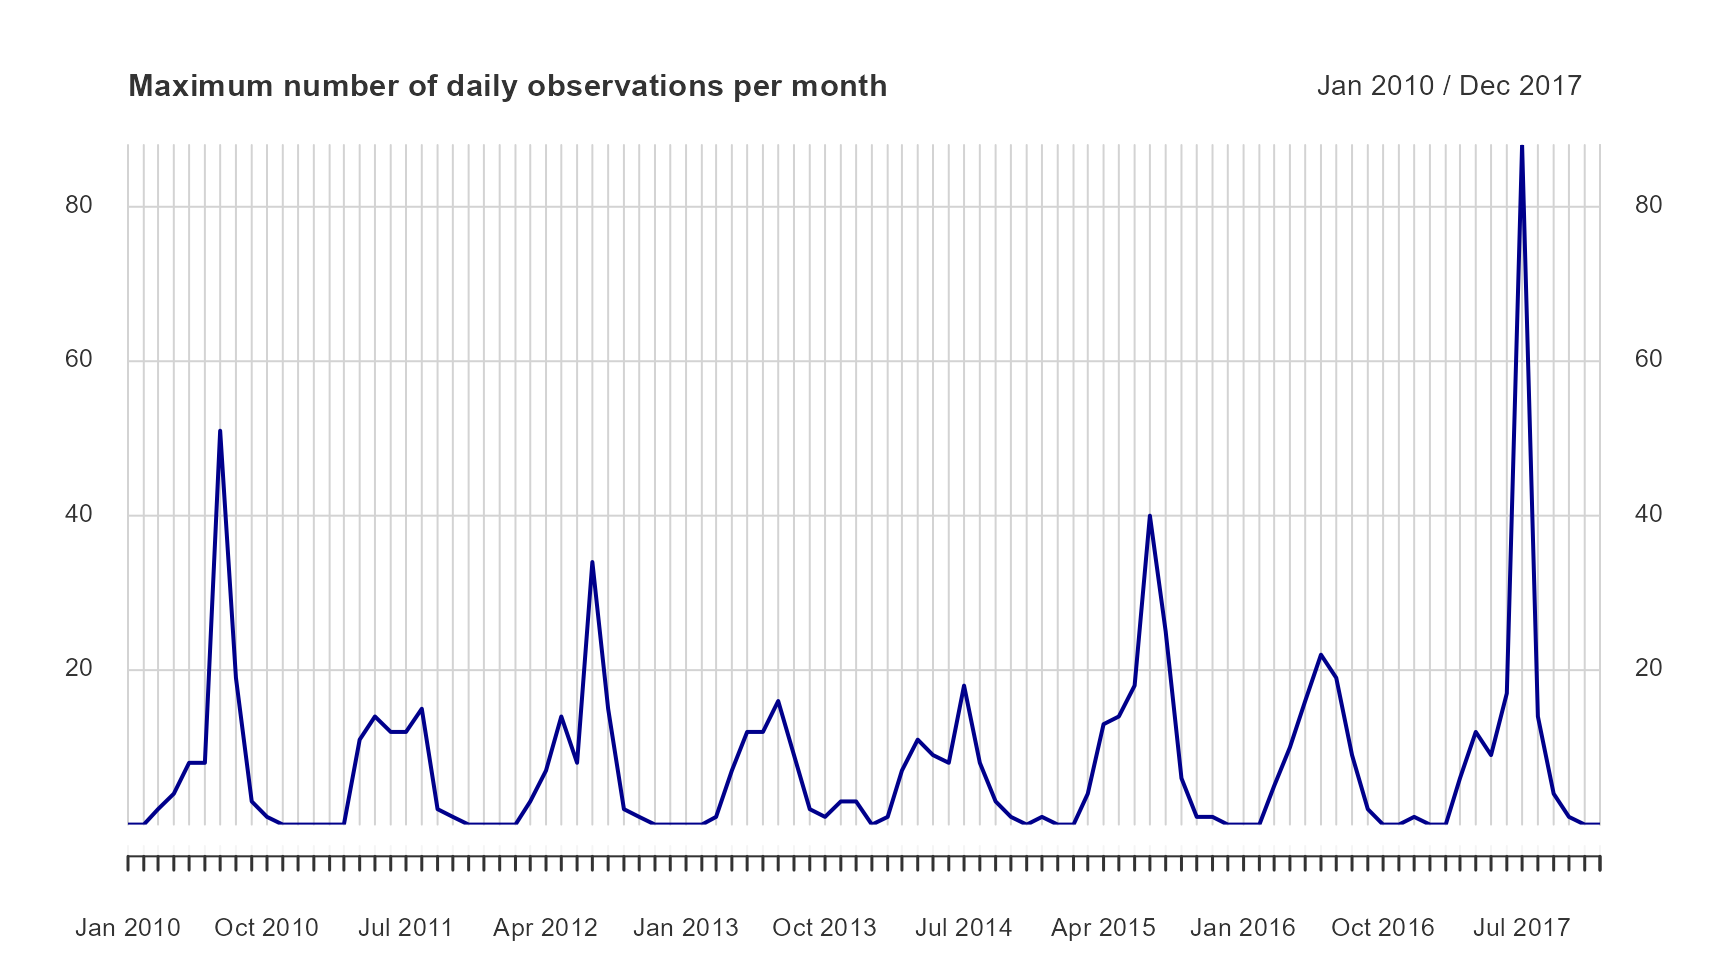 Maximum number of daily observations per month Jan 2010 / Dec 2017
80 80
60 60
40 40
20 20
Jan 2010 Oct 2010 Jul 2011 Apr 2012 Jan 2013 Oct 2013 Jul 2014 Apr 2015 Jan 2016 Oct 2016 Jul 2017